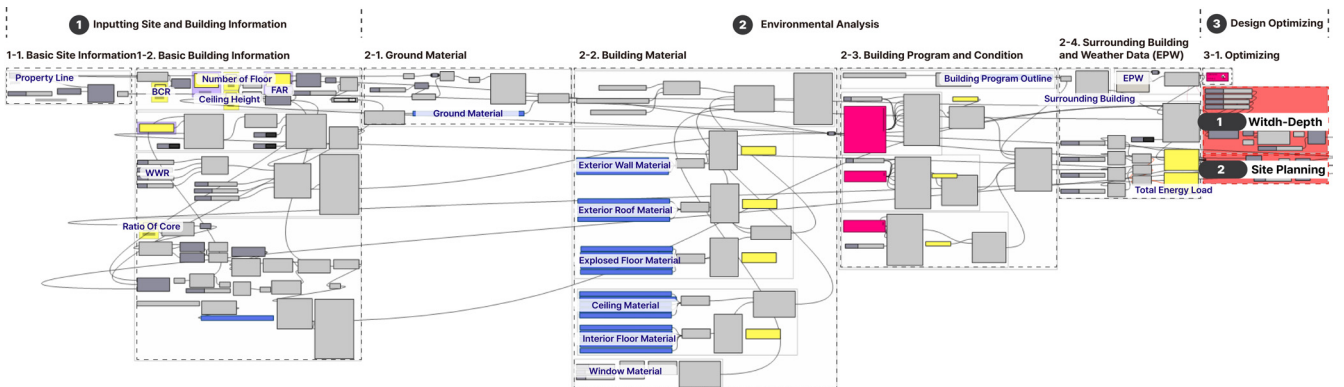 1 Inputting Site and Building Information
2 Environmental Analysis
3 Design Optimizing
1-1. Basic Site Information
1-2. Basic Building Information
2-1. Ground Material
2-2. Building Material
2-3. Building Program and Condition
2-4. Surrounding Building
and Weather Data (EPW)
3-1. Optimizing
Property Line
BCR
Number of Floor
FAR
Ceiling Height
WWR
Ratio Of Core
Ground Material
Exterior Wall Material
Exterior Roof Material
Explosed Floor Material
Ceiling Material
Interior Floor Material
Window Material
Building Program Outline
EPW
Surrounding Building
Total Energy Load
1 Witdh-Depth
2 Site Planning